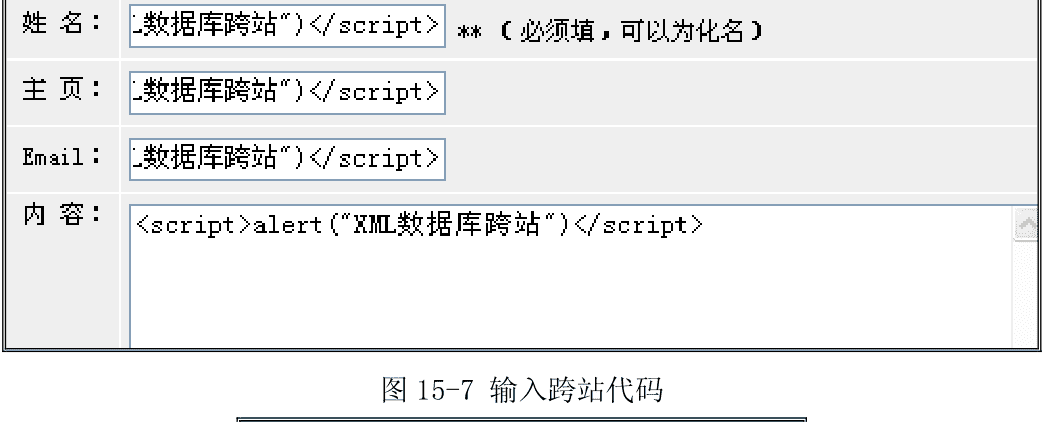 姓 名： L数据库跨站")</script> ** （必须填，可以为化名）
主 页： L数据库跨站")</script>
Email： L数据库跨站")</script>
内 容： <script>alert("XML数据库跨站")</script>
图 15-7 输入跨站代码